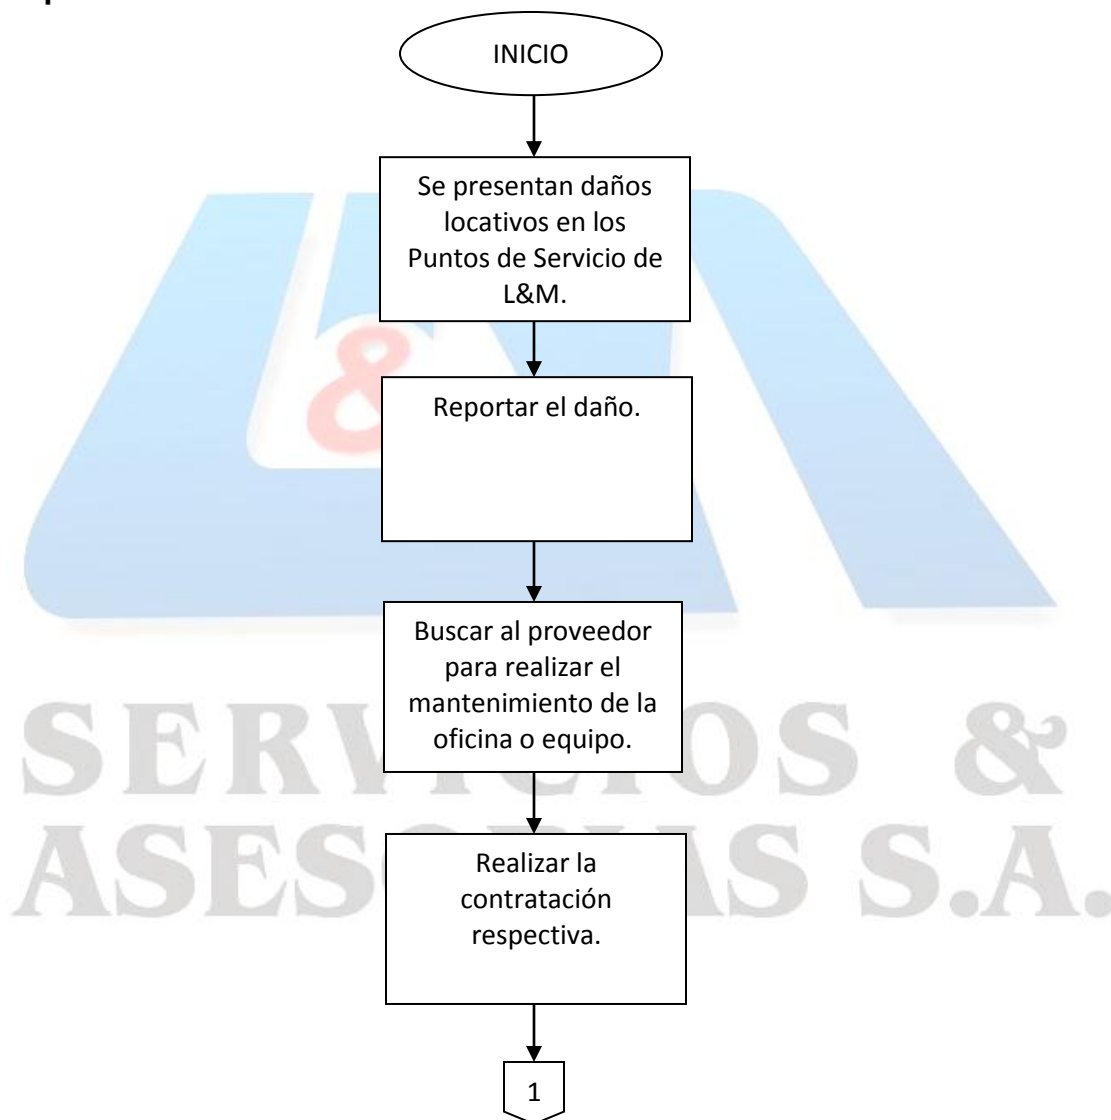 INICIO
Se presentan daños
locativos en los
Puntos de Servicio de
L&M.
Reportar el daño.
Buscar al proveedor
para realizar el
mantenimiento de la
oficina o equipo.
SERVICIOS &
ASESORIAS S.A.
Realizar la
contratación
respectiva.
1